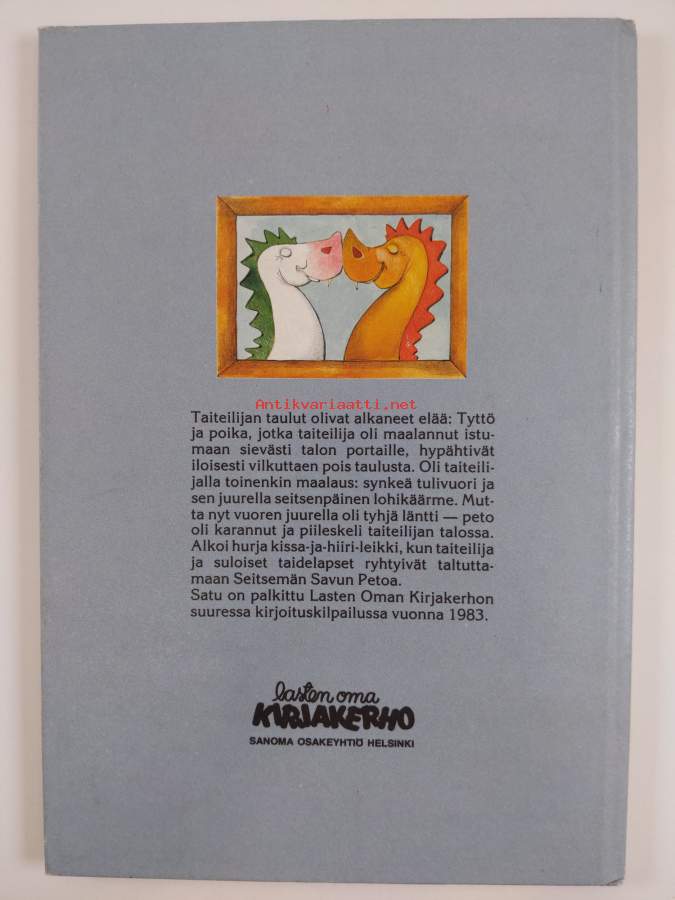 Antikvariaatti.net
Taiteilijan taulut olivat alkaneet elää: Tyttö
ja poika, jotka taiteilija oli maalannut istu-
maan sievästi talon portaille, hypähtivät
iloisesti vilkuttaen pois taulusta. Oli taiteili-
jalla toinenkin maalaus: synkeä tulivuori ja
sen juurella seitsenpäinen lohikäärme. Mut-
ta nyt vuoren juurella oli tyhjä läntti — peto
oli karannut ja piileskeli taiteilijan talossa.
Alkoi hurja kissa-ja-hiiri-leikki, kun taiteilija
ja suloiset taidelapset ryhtyivät taltutta-
maan Seitsemän Savun Petoa.
Satu on palkittu Lasten Oman Kirjakerhon
suuressa kirjoituskilpailussa vuonna 1983.
lasten oma
KIRJAKERHO
SANOMA OSAKEYHTIÖ HELSINKI